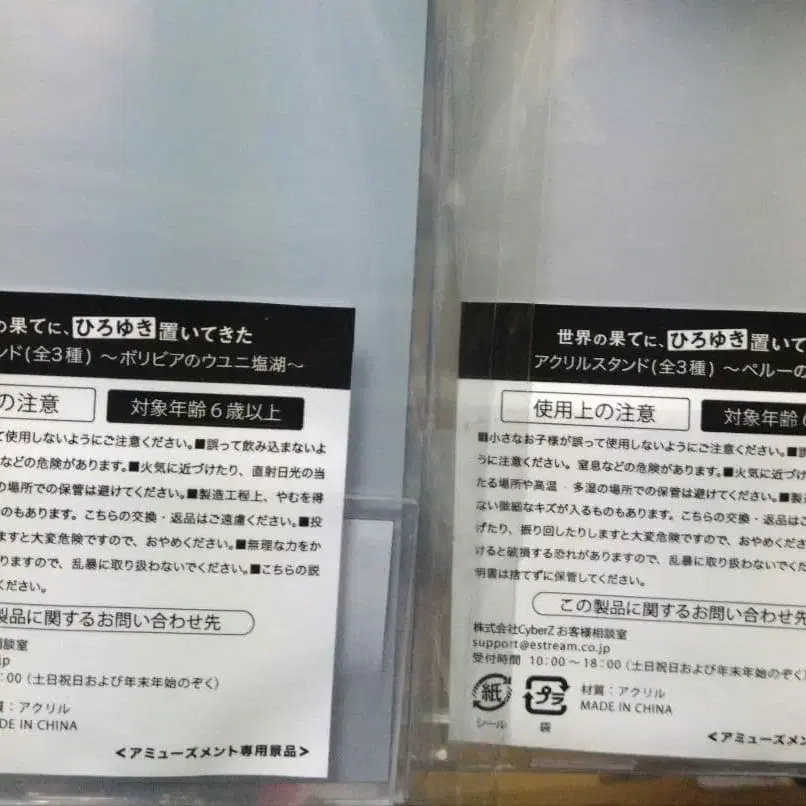 の果てに、ひろゆき置いてきた
ンド(全3種) ～ボリビアのウユニ塩湖～
の注意
対象年齢6歳以上
て使用しないようにご注意ください。■誤って飲み込まないよ
などの危険があります。■火気に近づけたり、直射日光の当
の場所での保管は避けてください。■製造工程上、やむを得
のもあります。こちらの交換・返品はご遠慮ください。■投
ますと大変危険ですので、おやめください。■無理な力をか
りますので、乱暴に取り扱わないでください。■こちらの説
ください。
製品に関するお問い合わせ先
相談室
jp
:00 (土日祝日および年末年始のぞく)
質：アクリル
MADE IN CHINA
<アミューズメント専用景品>
世界の果てに、ひろゆき置いて
アクリルスタンド(全3種) ～ペルーの
使用上の注意
対象年齢
■小さなお子様が誤って使用しないようにご注意ください。■誤
うに注意ください。窒息などの危険があります。■火気に近づけ
たる場所や高温・多湿の場所での保管は避けてください。■製
ない微細なキズが入るものもあります。こちらの交換・返品はご
げたり、振り回したりしますと大変危険ですので、おやめくださ
けると破損する恐れがありますので、乱暴に取り扱わないでくだ
明書は捨てずに保管してください。
この製品に関するお問い合わせ先
株式会社CyberZ お客様相談室
support@estream.co.jp
受付時間 10:00～18:00 (土日祝日および年末年始のぞく)
紙
シール
プラ
袋
材質：アクリル
MADE IN CHINA
<アミューズメン